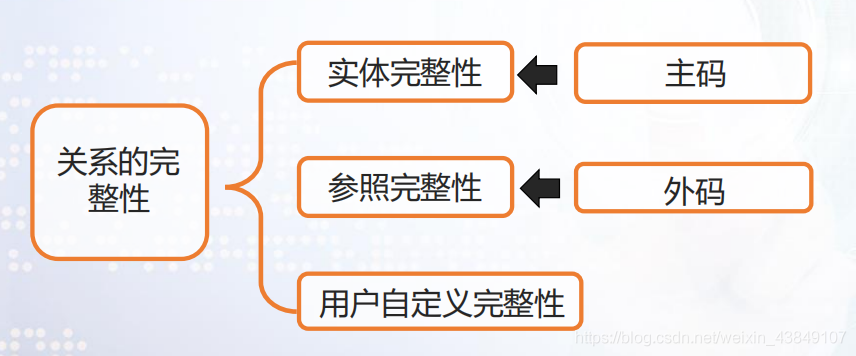 实体完整性
主码
关系的完
整性
参照完整性
外码
用户自定义完整性
https://blog.csdn.net/weixin_43849107